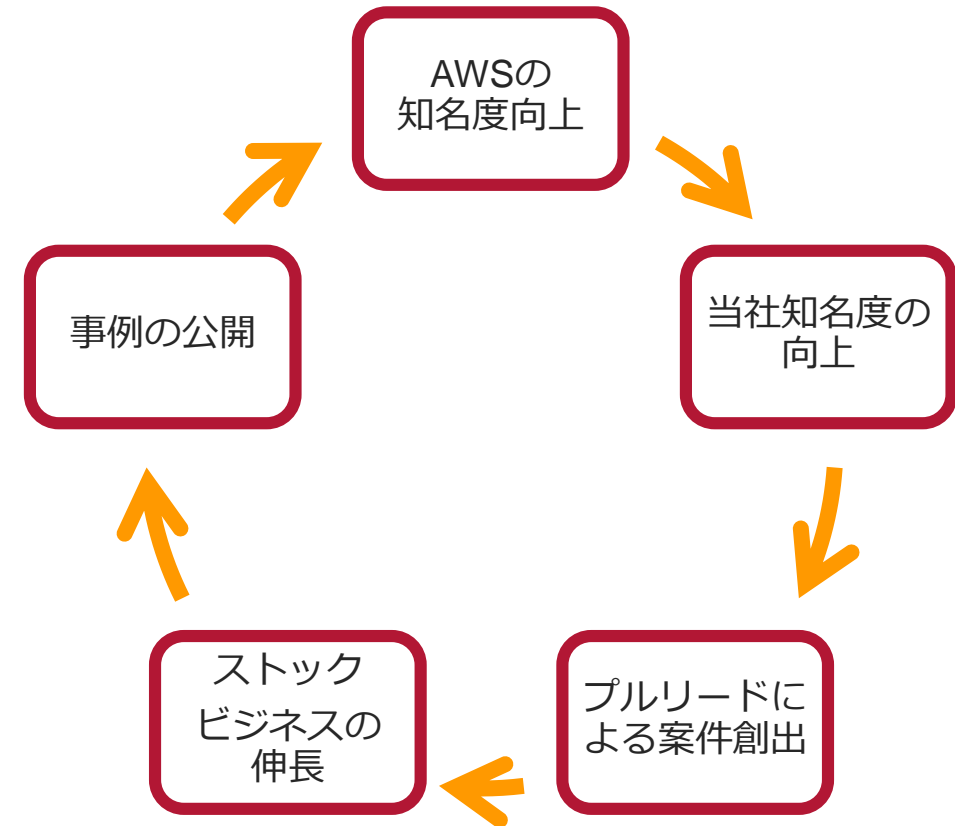 AWSの
知名度向上
当社知名度の
向上
プルリードに
よる案件創出
ストック
ビジネスの
伸長
事例の公開